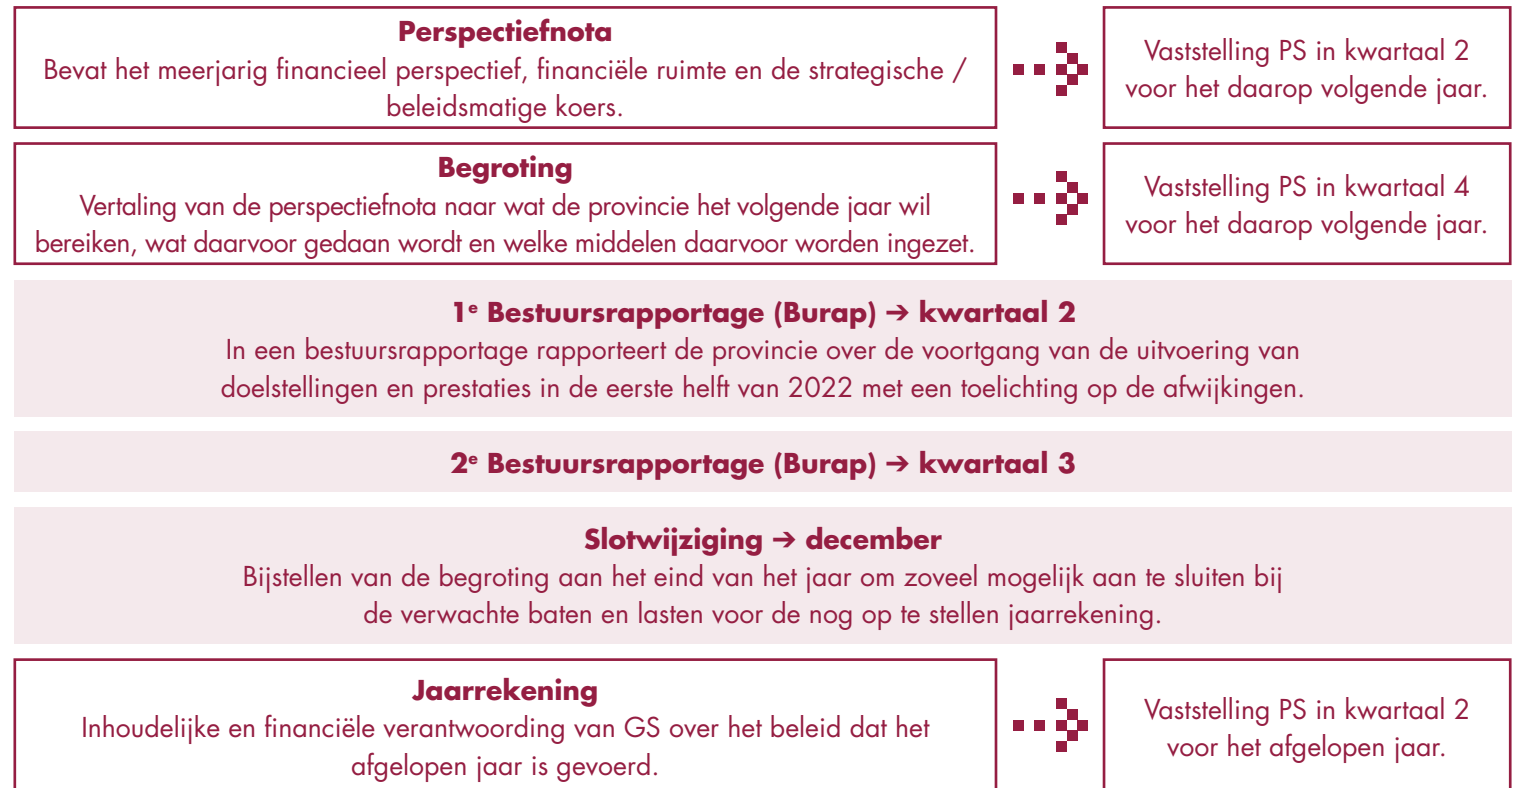 Perspectiefnota
Bevat het meerjarig financieel perspectief, financiële ruimte en de strategische /
beleidsmatige koers.
Vaststelling PS in kwartaal 2
voor het daarop volgende jaar.
Begroting
Vertaling van de perspectiefnota naar wat de provincie het volgende jaar wil
bereiken, wat daarvoor gedaan wordt en welke middelen daarvoor worden ingezet.
Vaststelling PS in kwartaal 4
voor het daarop volgende jaar.
1ᵉ Bestuursrapportage (Burap) → kwartaal 2
In een bestuursrapportage rapporteert de provincie over de voortgang van de uitvoering van
doelstellingen en prestaties in de eerste helft van 2022 met een toelichting op de afwijkingen.
2ᵉ Bestuursrapportage (Burap) → kwartaal 3
Slotwijziging → december
Bijstellen van de begroting aan het eind van het jaar om zoveel mogelijk aan te sluiten bij
de verwachte baten en lasten voor de nog op te stellen jaarrekening.
Jaarrekening
Inhoudelijke en financiële verantwoording van GS over het beleid dat het
afgelopen jaar is gevoerd.
Vaststelling PS in kwartaal 2
voor het afgelopen jaar.